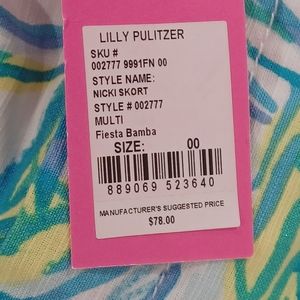 LILLY PULITZER
SKU #
002777 9991FN 00
STYLE NAME:
NICKI SKORT
STYLE # 002777
MULTI
Fiesta Bamba
SIZE: 00
889069 523640
MANUFACTURER'S SUGGESTED PRICE
$78.00